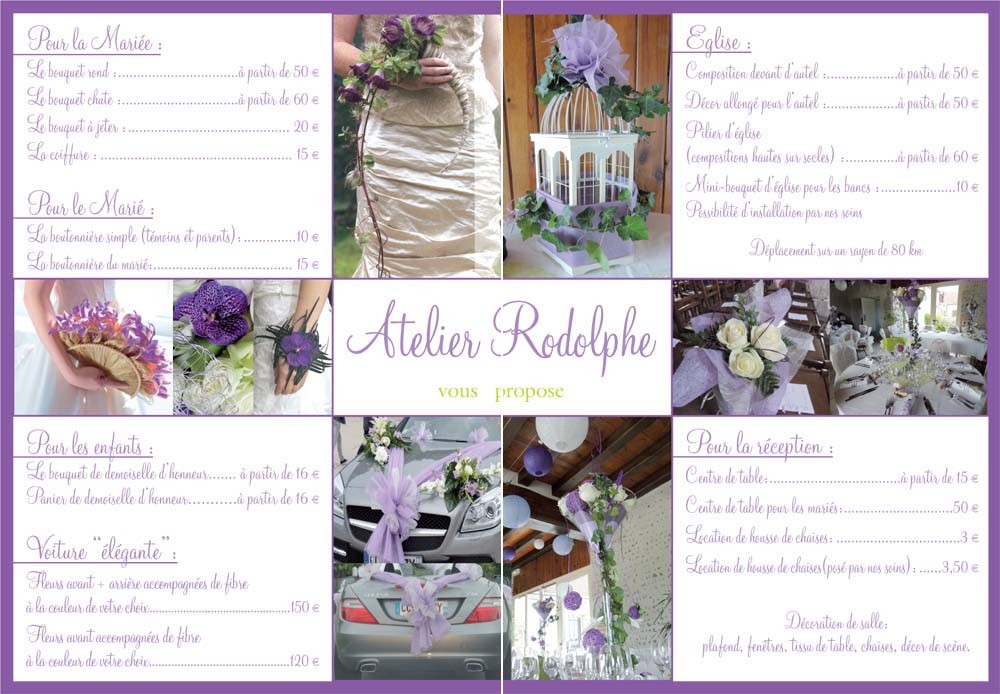 Pour la Mariée :
Le bouquet rond :..............................à partir de 50 €
Le bouquet chute :.............................à partir de 60 €
Le bouquet à jeter :......................................... 20 €
La coiffure : ................................................ 15 €
Pour le Marié :
La boutonnière simple (témoins et parents):.............10 €
La boutonnière du marié:................................... 15 €
Eglise :
Composition devant d'autel :..................à partir de 50 €
Décor allongé pour l'autel :..................à partir de 50 €
Pilier d'église
(compositions hautes sur socles) :.............à partir de 60 €
Mini-bouquet d'église pour les bancs :...................10 €
Possibilité d'installation par nos soins
Déplacement sur un rayon de 80 km
Atelier Rodolphe
vous propose
Pour les enfants :
Le bouquet de demoiselle d'honneur....... à partir de 16 €
Panier de demoiselle d'honneur...........à partir de 16 €
Voiture "élégante":
Fleurs avant + arrière accompagnées de fibre
à la couleur de votre choix...................................150 €
Fleurs avant accompagnées de fibre
à la couleur de votre choix...................................120 €
Pour la réception :
Centre de table:.................................à partir de 15 €
Centre de table pour les mariés:............................50 €
Location de housse de chaises:...............................3 €
Location de housse de chaises(posé par nos soins) : ......3,50 €
Décoration de salle:
plafond, fenêtres, tissu de table, chaises, décor de scène.